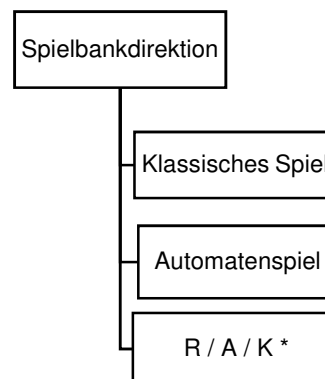 Spielbankdirektion
Klassisches Spiel
Automatenspiel
R / A / K *